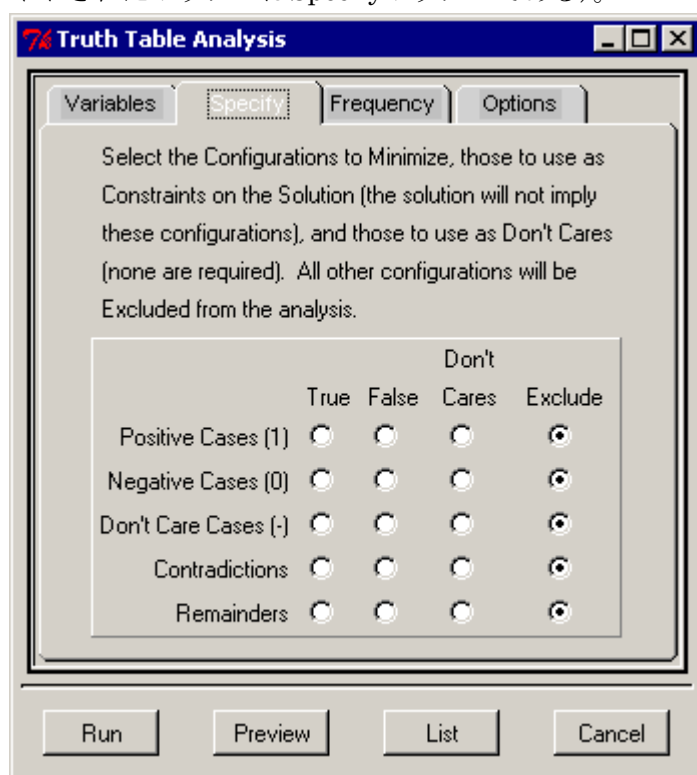 Specify
Truth Table Analysis
Variables Specify Frequency Options
Select the Configurations to Minimize, those to use as
Constraints on the Solution (the solution will not imply
these configurations), and those to use as Don't Cares
(none are required). All other configurations will be
Excluded from the analysis.
Don't
True False Cares Exclude
Positive Cases (1)
Negative Cases (0)
Don't Care Cases (-)
Contradictions
Remainders
Run Preview List Cancel